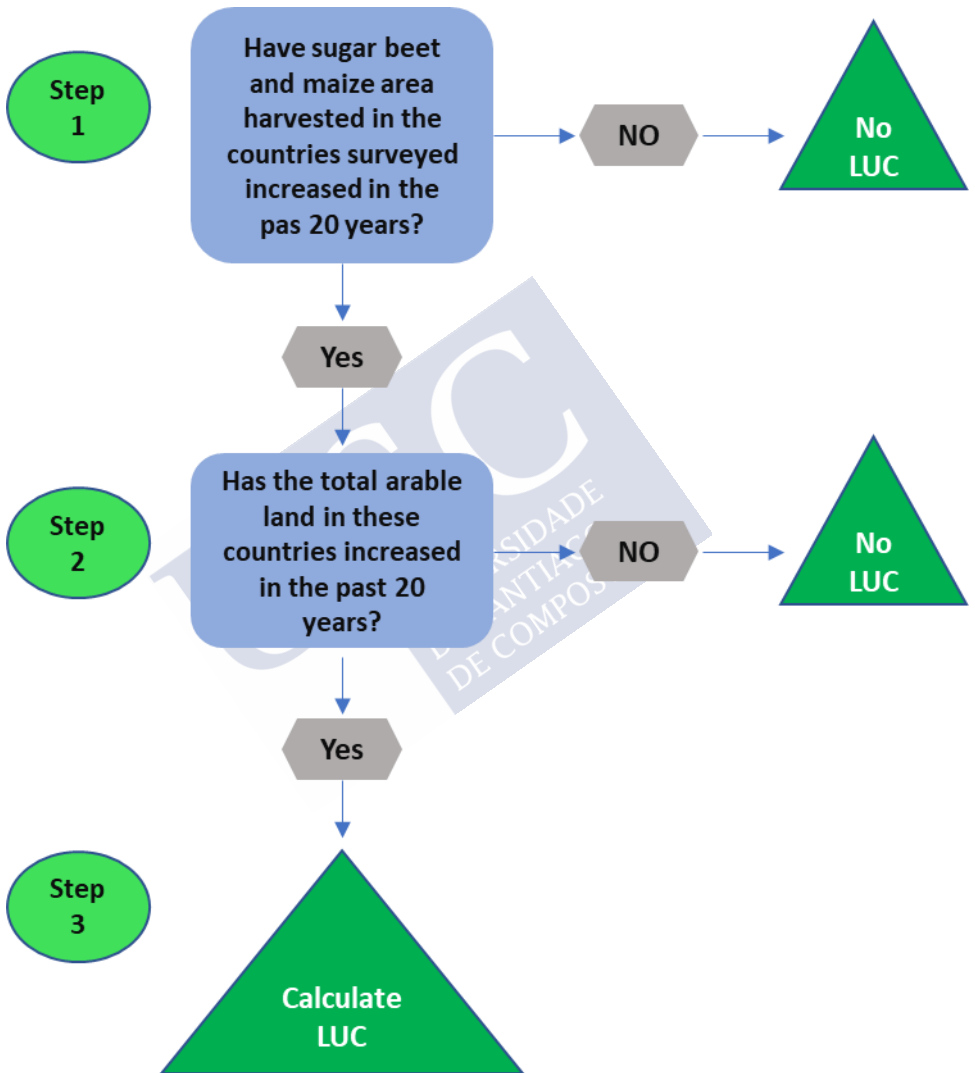 Step
1
Have sugar beet
and maize area
harvested in the
countries surveyed
increased in the
pas 20 years?
NO
No
LUC
Yes
Step
2
Has the total arable
land in these
countries increased
in the past 20
years?
NO
No
LUC
DE COMPOS
Yes
Step
3
Calculate
LUC